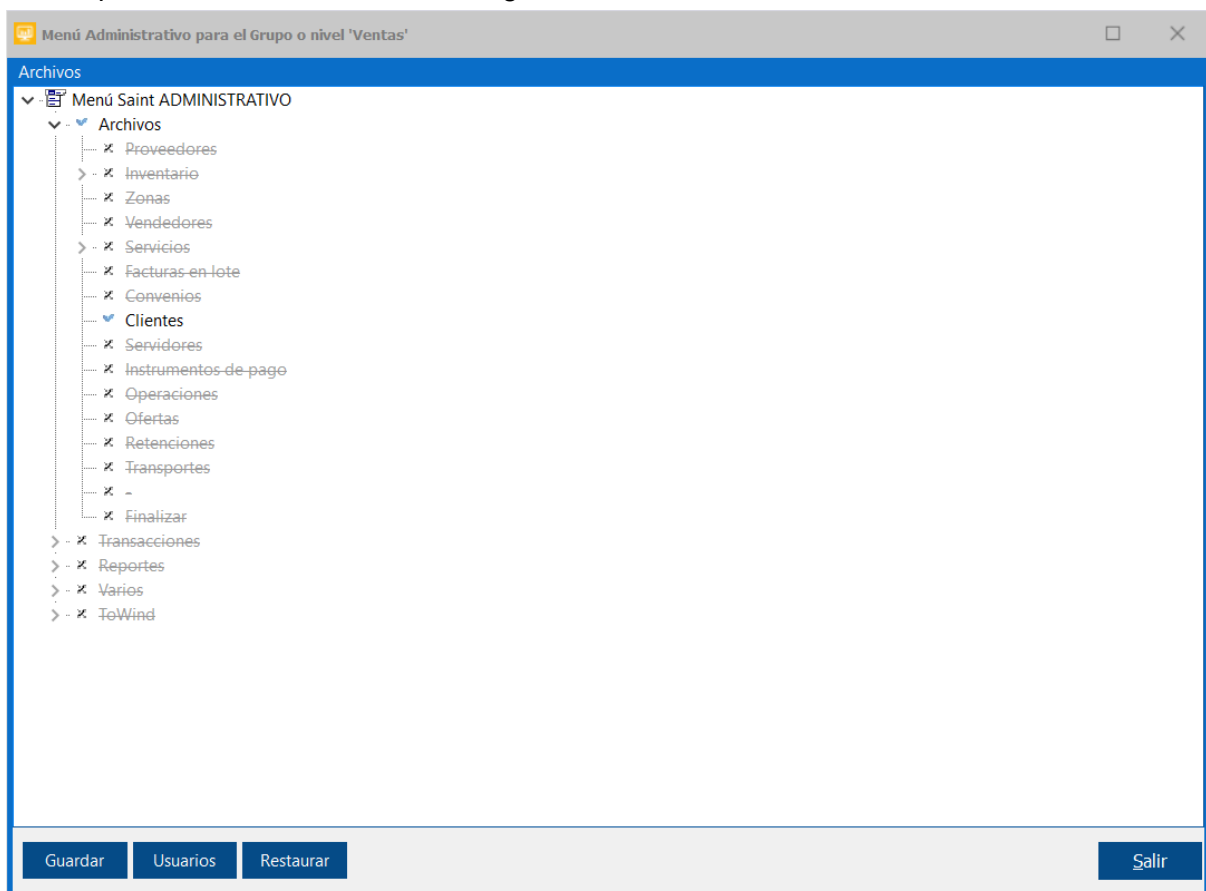 Menú Administrativo para el Grupo o nivel 'Ventas'
Archivos
Menú Saint ADMINISTRATIVO
Archivos
Proveedores
Inventario
Zonas
Vendedores
Servicios
Facturas en lote
Convenios
Clientes
Servidores
Instrumentos de pago
Operaciones
Ofertas
Retenciones
Transportes
-
Finalizar
Transacciones
Reportes
Varios
ToWind
Guardar Usuarios Restaurar Salir